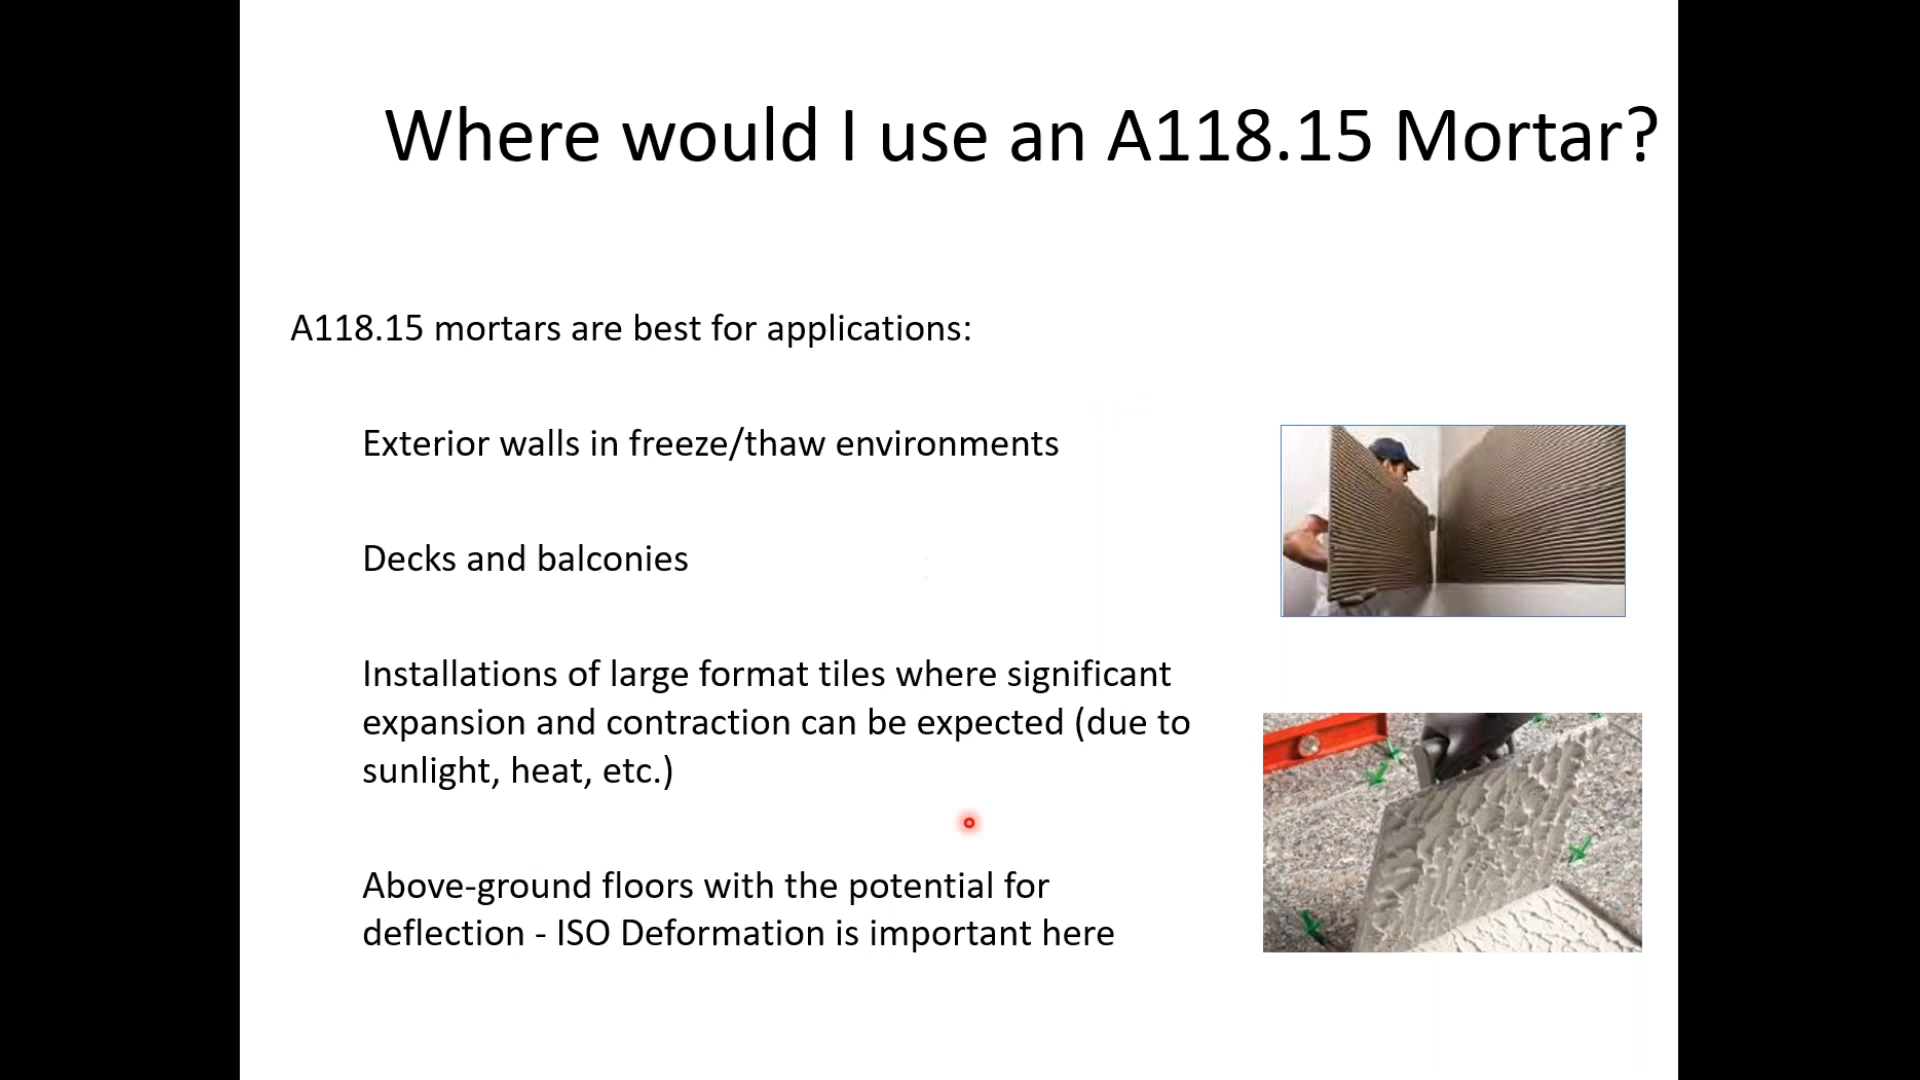 Where would I use an A118.15 Mortar?
A118.15 mortars are best for applications:
Exterior walls in freeze/thaw environments
Decks and balconies
Installations of large format tiles where significant
expansion and contraction can be expected (due to
sunlight, heat, etc.)
Above-ground floors with the potential for
deflection - ISO Deformation is important here